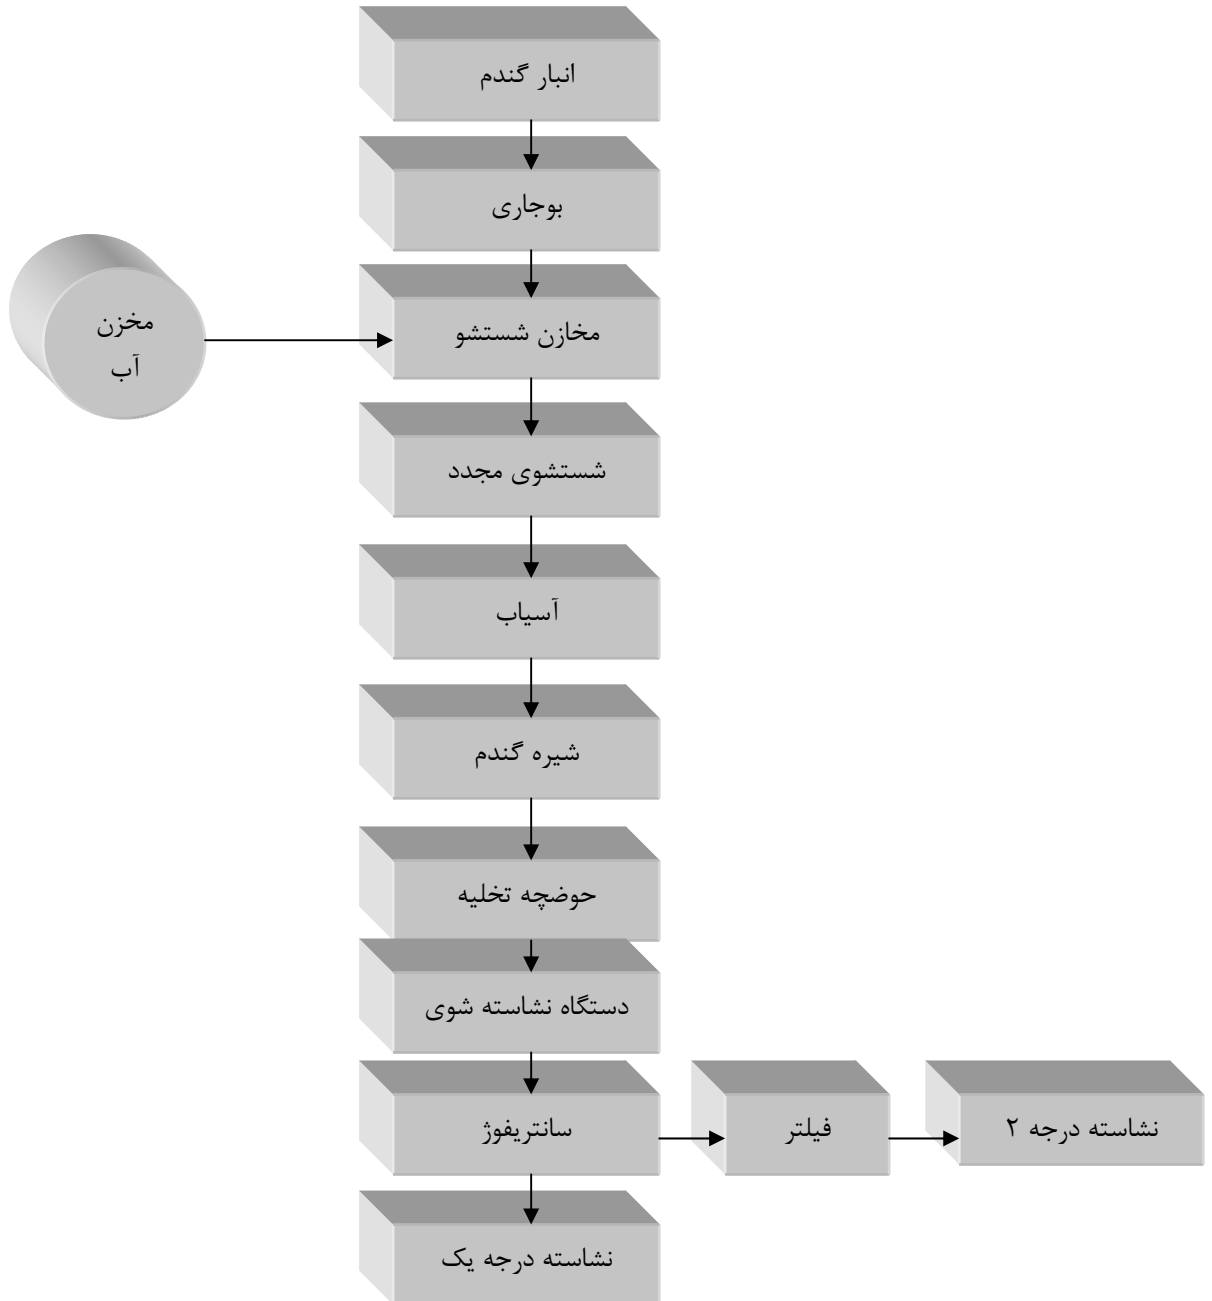 انبار گندم
بوجاری
مخازن شستشو
مخزن
آب
شستشوی مجدد
آسیاب
شیره گندم
حوضچه تخلیه
دستگاه نشاسته شوی
سانتریفوژ
فیلتر
نشاسته درجه ۲
نشاسته درجه یک